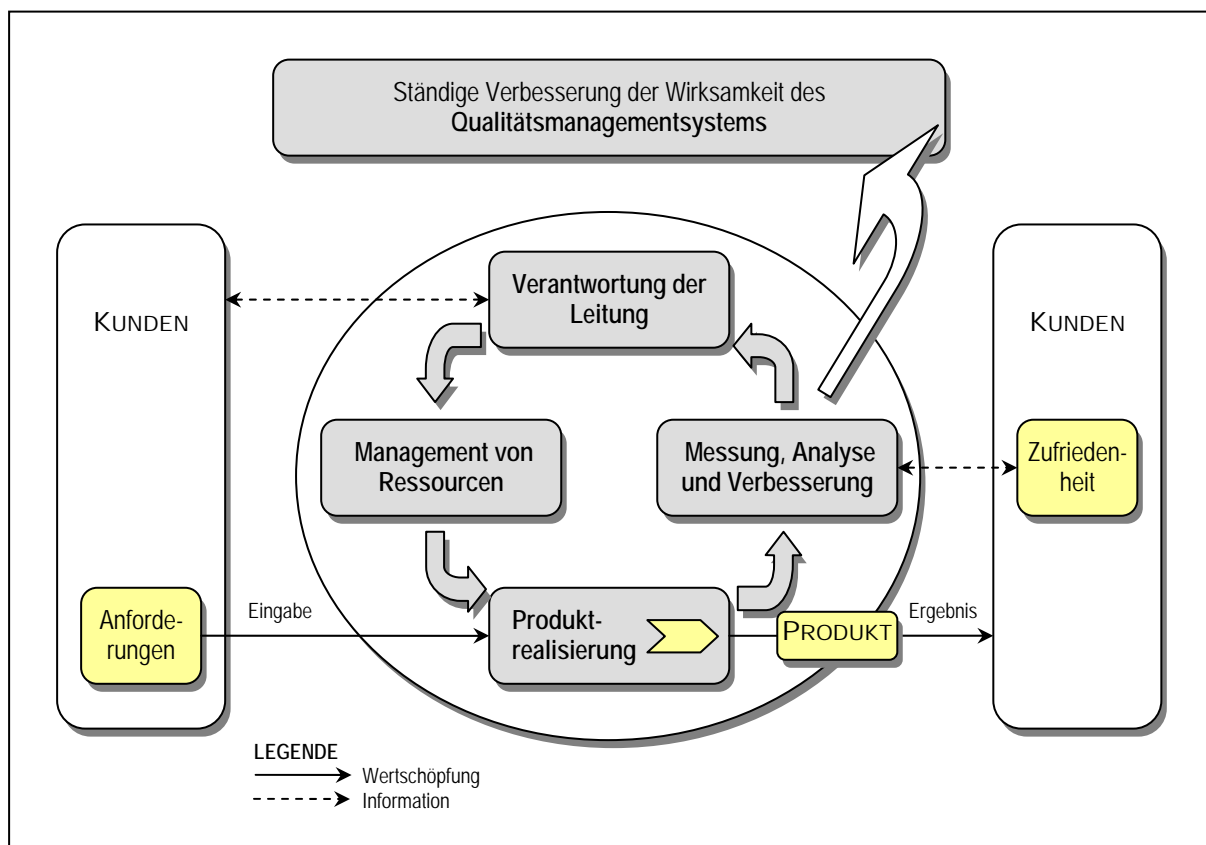 Ständige Verbesserung der Wirksamkeit des
Qualitätsmanagementsystems
KUNDEN
Verantwortung der
Leitung
KUNDEN
Management von
Ressourcen
Messung, Analyse
und Verbesserung
Zufrieden-
heit
Anforde-
rungen
Eingabe
Produkt-
realisierung
PRODUKT
Ergebnis
LEGENDE
Wertschöpfung
Information